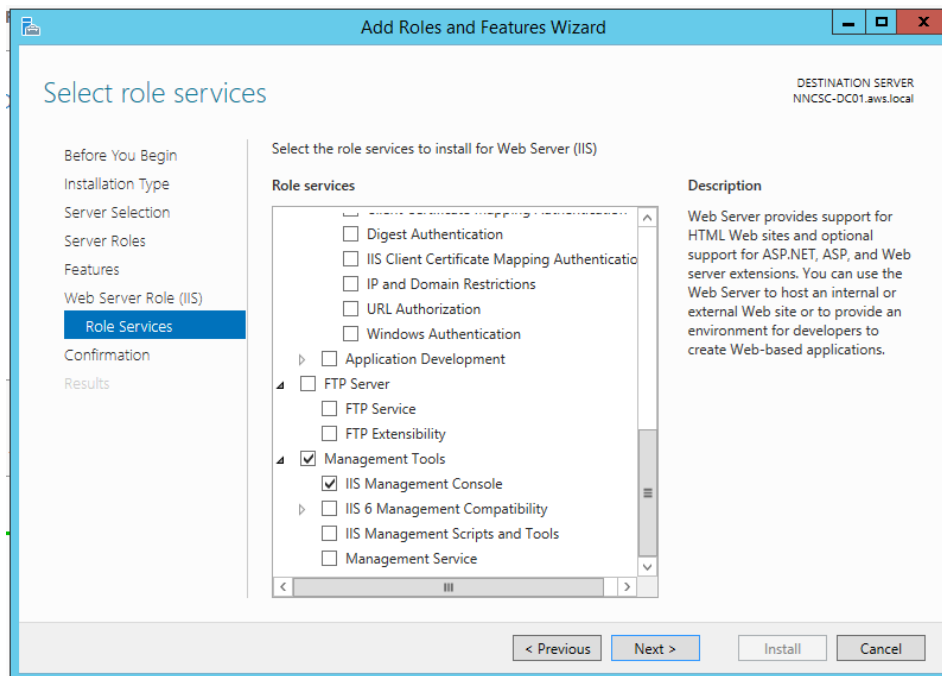 Add Roles and Features Wizard
Select role services
DESTINATION SERVER
NNCSC-DC01.aws.local
Before You Begin
Installation Type
Server Selection
Server Roles
Features
Web Server Role (IIS)
Role Services
Confirmation
Results
Select the role services to install for Web Server (IIS)
Role services
Client Certificate Mapping Authentication
Digest Authentication
IIS Client Certificate Mapping Authenticatio
IP and Domain Restrictions
URL Authorization
Windows Authentication
Application Development
FTP Server
FTP Service
FTP Extensibility
Management Tools
IIS Management Console
IIS 6 Management Compatibility
IIS Management Scripts and Tools
Management Service
Description
Web Server provides support for
HTML Web sites and optional
support for ASP.NET, ASP, and Web
server extensions. You can use the
Web Server to host an internal or
external Web site or to provide an
environment for developers to
create Web-based applications.
< Previous
Next >
Install
Cancel